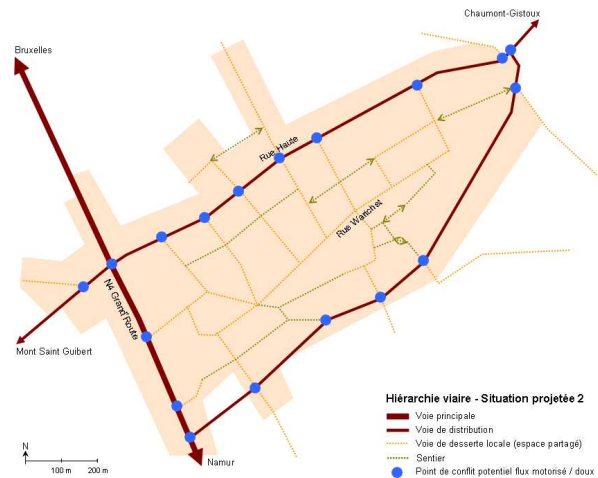 Chaumont-Gistoux
Bruxelles
Rue Haute
Rue Warichet
N4 Grand'Route
Mont Saint Guibert
Namur
N
100 m 200 m
Hiérarchie viaire - Situation projetée 2
Voie principale
Voie de distribution
Voie de desserte locale (espace partagé)
Sentier
Point de conflit potentiel flux motorisé / doux